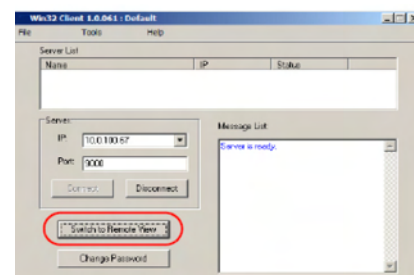 Win32 Client 1.0.061 : Default
File Tools Help
Server List
Name IP Status
Server:
IP: 10.0.100.67
Port: 9000
Connect Disconnect
Switch to Remote View
Change Password
Message List
Server is ready.